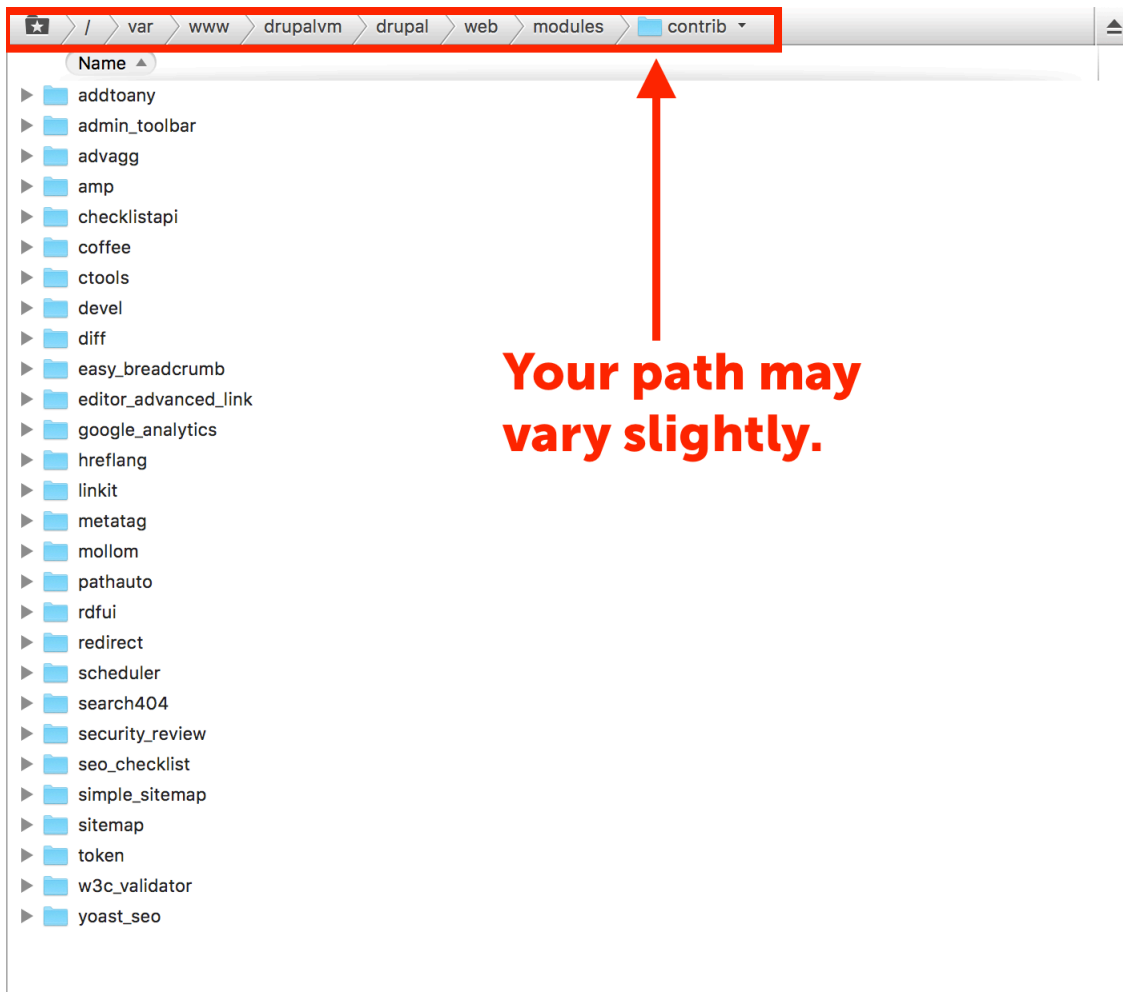 / var www drupalvm drupal web modules contrib
Name
addtoany
admin_toolbar
advagg
amp
checklistapi
coffee
ctools
devel
diff
easy_breadcrumb
editor_advanced_link
google_analytics
hreflang
linkit
metatag
mollom
pathauto
rdfui
redirect
scheduler
search404
security_review
seo_checklist
simple_sitemap
sitemap
token
w3c_validator
yoast_seo
Your path may
vary slightly.